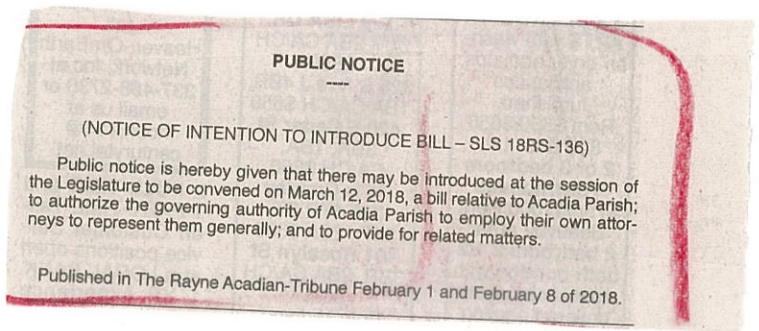 PUBLIC NOTICE
----
(NOTICE OF INTENTION TO INTRODUCE BILL – SLS 18RS-136)
Public notice is hereby given that there may be introduced at the session of
the Legislature to be convened on March 12, 2018, a bill relative to Acadia Parish;
to authorize the governing authority of Acadia Parish to employ their own attor-
neys to represent them generally; and to provide for related matters.
Published in The Rayne Acadian-Tribune February 1 and February 8 of 2018.